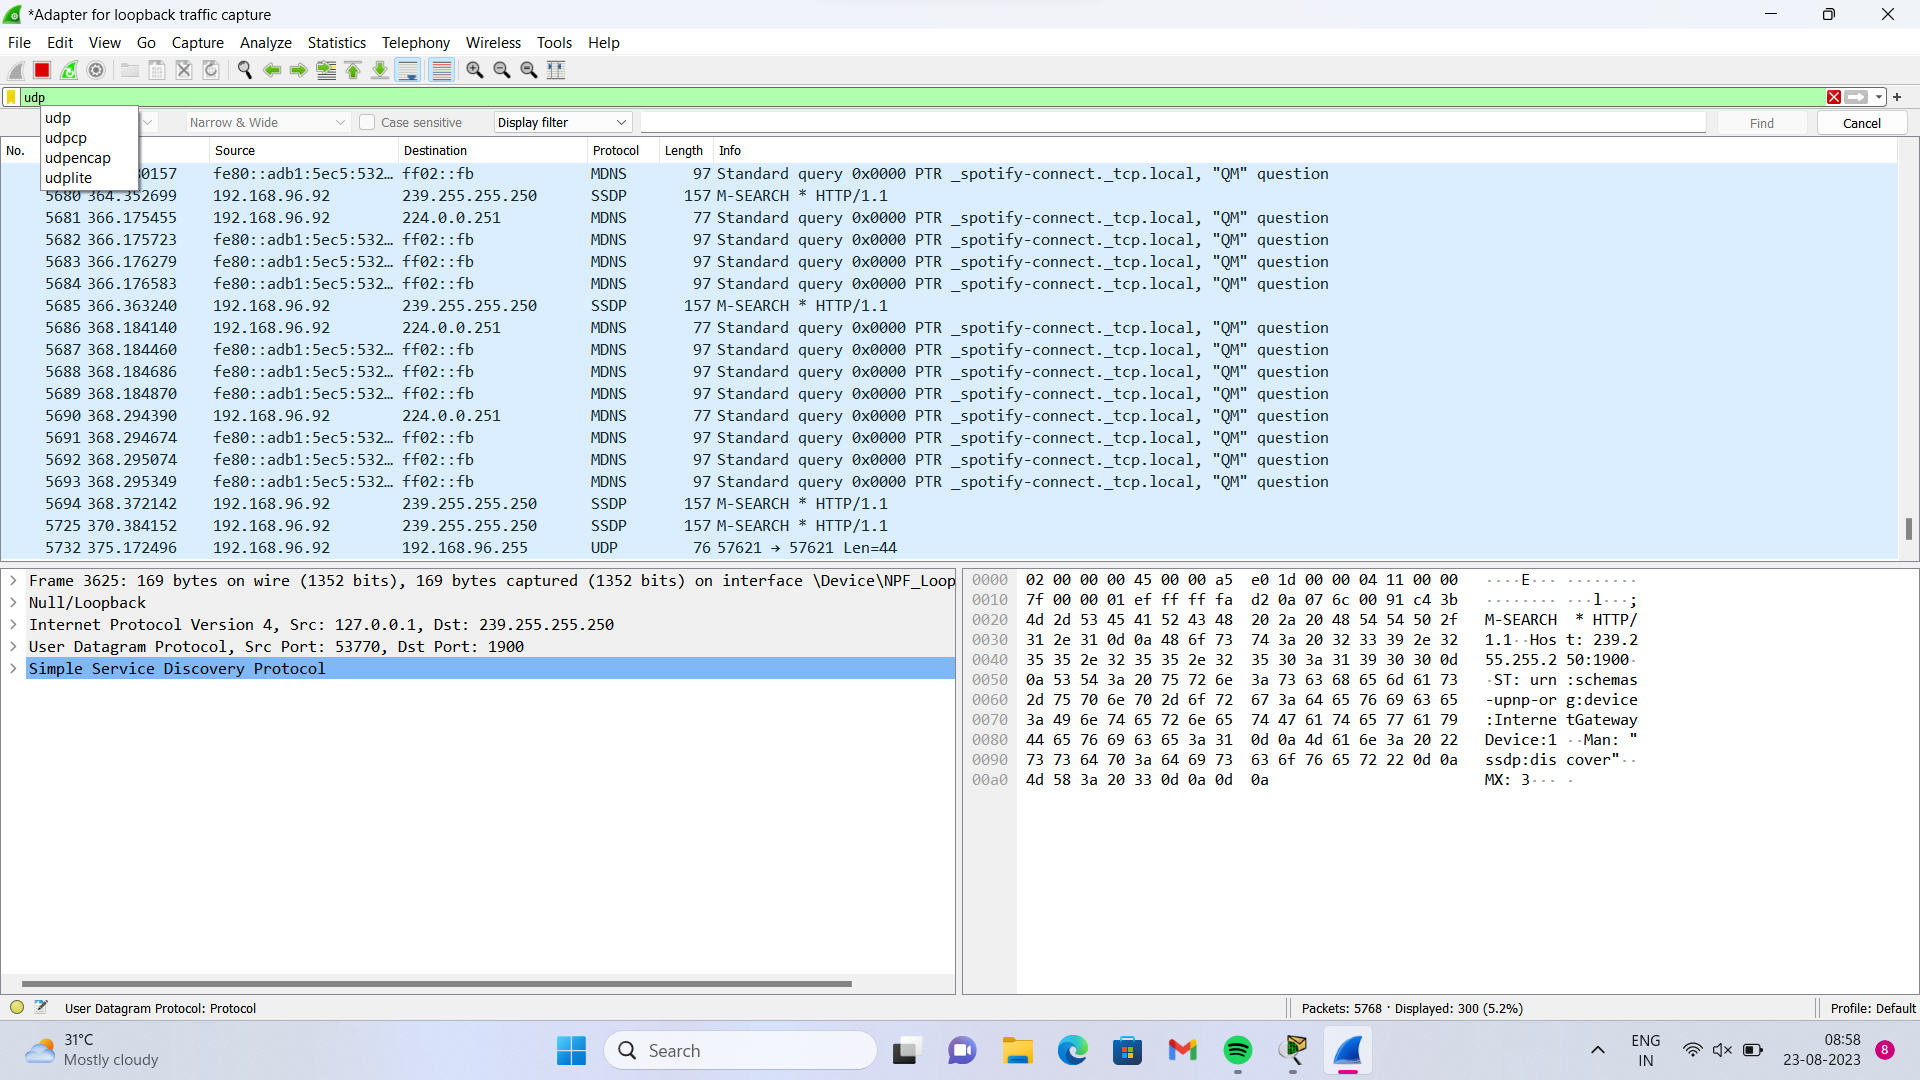 *Adapter for loopback traffic capture
File Edit View Go Capture Analyze Statistics Telephony Wireless Tools Help
udp
udp
udpcp
udpencap
udplite
Narrow & Wide Case sensitive Display filter Find Cancel
No. Source Destination Protocol Length Info
0157 fe80::adb1:5ec5:532… ff02::fb MDNS 97 Standard query 0x0000 PTR _spotify-connect._tcp.local, "QM" question
5680 364.352699 192.168.96.92 239.255.255.250 SSDP 157 M-SEARCH * HTTP/1.1
5681 366.175455 192.168.96.92 224.0.0.251 MDNS 77 Standard query 0x0000 PTR _spotify-connect._tcp.local, "QM" question
5682 366.175723 fe80::adb1:5ec5:532… ff02::fb MDNS 97 Standard query 0x0000 PTR _spotify-connect._tcp.local, "QM" question
5683 366.176279 fe80::adb1:5ec5:532… ff02::fb MDNS 97 Standard query 0x0000 PTR _spotify-connect._tcp.local, "QM" question
5684 366.176583 fe80::adb1:5ec5:532… ff02::fb MDNS 97 Standard query 0x0000 PTR _spotify-connect._tcp.local, "QM" question
5685 366.363240 192.168.96.92 239.255.255.250 SSDP 157 M-SEARCH * HTTP/1.1
5686 368.184140 192.168.96.92 224.0.0.251 MDNS 77 Standard query 0x0000 PTR _spotify-connect._tcp.local, "QM" question
5687 368.184460 fe80::adb1:5ec5:532… ff02::fb MDNS 97 Standard query 0x0000 PTR _spotify-connect._tcp.local, "QM" question
5688 368.184686 fe80::adb1:5ec5:532… ff02::fb MDNS 97 Standard query 0x0000 PTR _spotify-connect._tcp.local, "QM" question
5689 368.184870 fe80::adb1:5ec5:532… ff02::fb MDNS 97 Standard query 0x0000 PTR _spotify-connect._tcp.local, "QM" question
5690 368.294390 192.168.96.92 224.0.0.251 MDNS 77 Standard query 0x0000 PTR _spotify-connect._tcp.local, "QM" question
5691 368.294674 fe80::adb1:5ec5:532… ff02::fb MDNS 97 Standard query 0x0000 PTR _spotify-connect._tcp.local, "QM" question
5692 368.295074 fe80::adb1:5ec5:532… ff02::fb MDNS 97 Standard query 0x0000 PTR _spotify-connect._tcp.local, "QM" question
5693 368.295349 fe80::adb1:5ec5:532… ff02::fb MDNS 97 Standard query 0x0000 PTR _spotify-connect._tcp.local, "QM" question
5694 368.372142 192.168.96.92 239.255.255.250 SSDP 157 M-SEARCH * HTTP/1.1
5725 370.384152 192.168.96.92 239.255.255.250 SSDP 157 M-SEARCH * HTTP/1.1
5732 375.172496 192.168.96.92 192.168.96.255 UDP 76 57621 → 57621 Len=44
Frame 3625: 169 bytes on wire (1352 bits), 169 bytes captured (1352 bits) on interface \Device\NPF_Loop
Null/Loopback
Internet Protocol Version 4, Src: 127.0.0.1, Dst: 239.255.255.250
User Datagram Protocol, Src Port: 53770, Dst Port: 1900
Simple Service Discovery Protocol
0000 02 00 00 00 45 00 00 a5 e0 1d 00 00 04 11 00 00 ····E··· ········
0010 7f 00 00 01 ef ff ff fa d2 0a 07 6c 00 91 c4 3b ········ ···l···;
0020 4d 2d 53 45 41 52 43 48 20 2a 20 48 54 54 50 2f M-SEARCH * HTTP/
0030 31 2e 31 0d 0a 48 6f 73 74 3a 20 32 33 39 2e 32 1.1··Hos t: 239.2
0040 35 35 2e 32 35 35 2e 32 35 30 3a 31 39 30 30 0d 55.255.2 50:1900·
0050 0a 53 54 3a 20 75 72 6e 3a 73 63 68 65 6d 61 73 ·ST: urn :schemas
0060 2d 75 70 6e 70 2d 6f 72 67 3a 64 65 76 69 63 65 -upnp-or g:device
0070 3a 49 6e 74 65 72 6e 65 74 47 61 74 65 77 61 79 :Interne tGateway
0080 44 65 76 69 63 65 3a 31 0d 0a 4d 61 6e 3a 20 22 Device:1 ··Man: "
0090 73 73 64 70 3a 64 69 73 63 6f 76 65 72 22 0d 0a ssdp:dis cover"··
00a0 4d 58 3a 20 33 0d 0a 0d 0a MX: 3··· ·
User Datagram Protocol: Protocol Packets: 5768 · Displayed: 300 (5.2%) Profile: Default
31°C
Mostly cloudy
Search
ENG
IN
08:58
23-08-2023
8